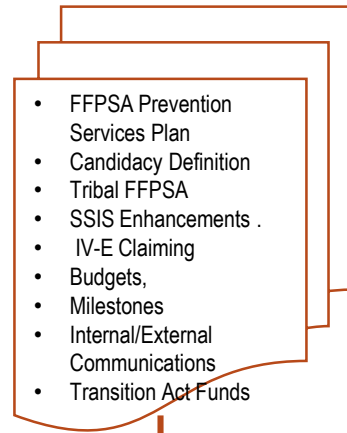 • FFPSA Prevention
Services Plan
• Candidacy Definition
• Tribal FFPSA
• SSIS Enhancements .
• IV-E Claiming
• Budgets,
• Milestones
• Internal/External
Communications
• Transition Act Funds